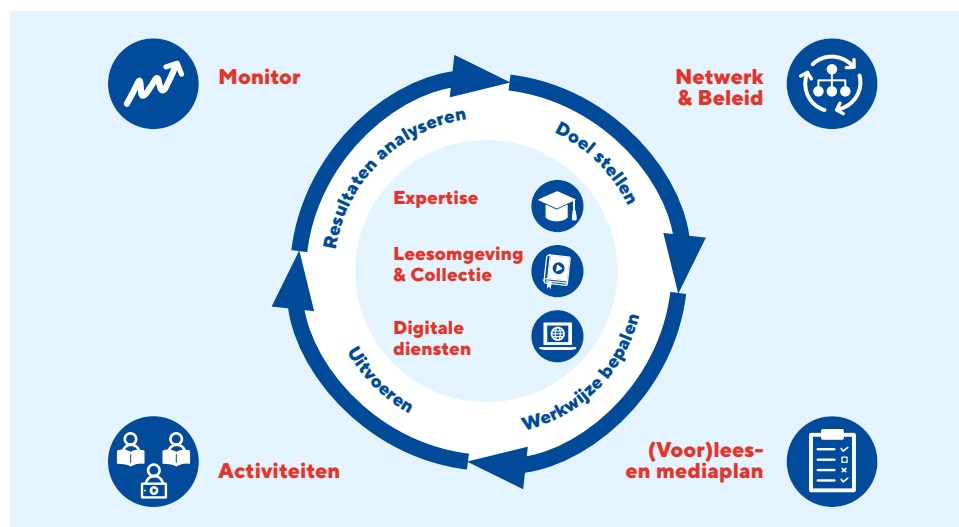 Monitor
Netwerk
& Beleid
Resultaten analyseren
Doel stellen
Expertise
Leesomgeving
& Collectie
Digitale
diensten
Uitvoeren
Werkwijze bepalen
Activiteiten
(Voor)lees-
en mediaplan